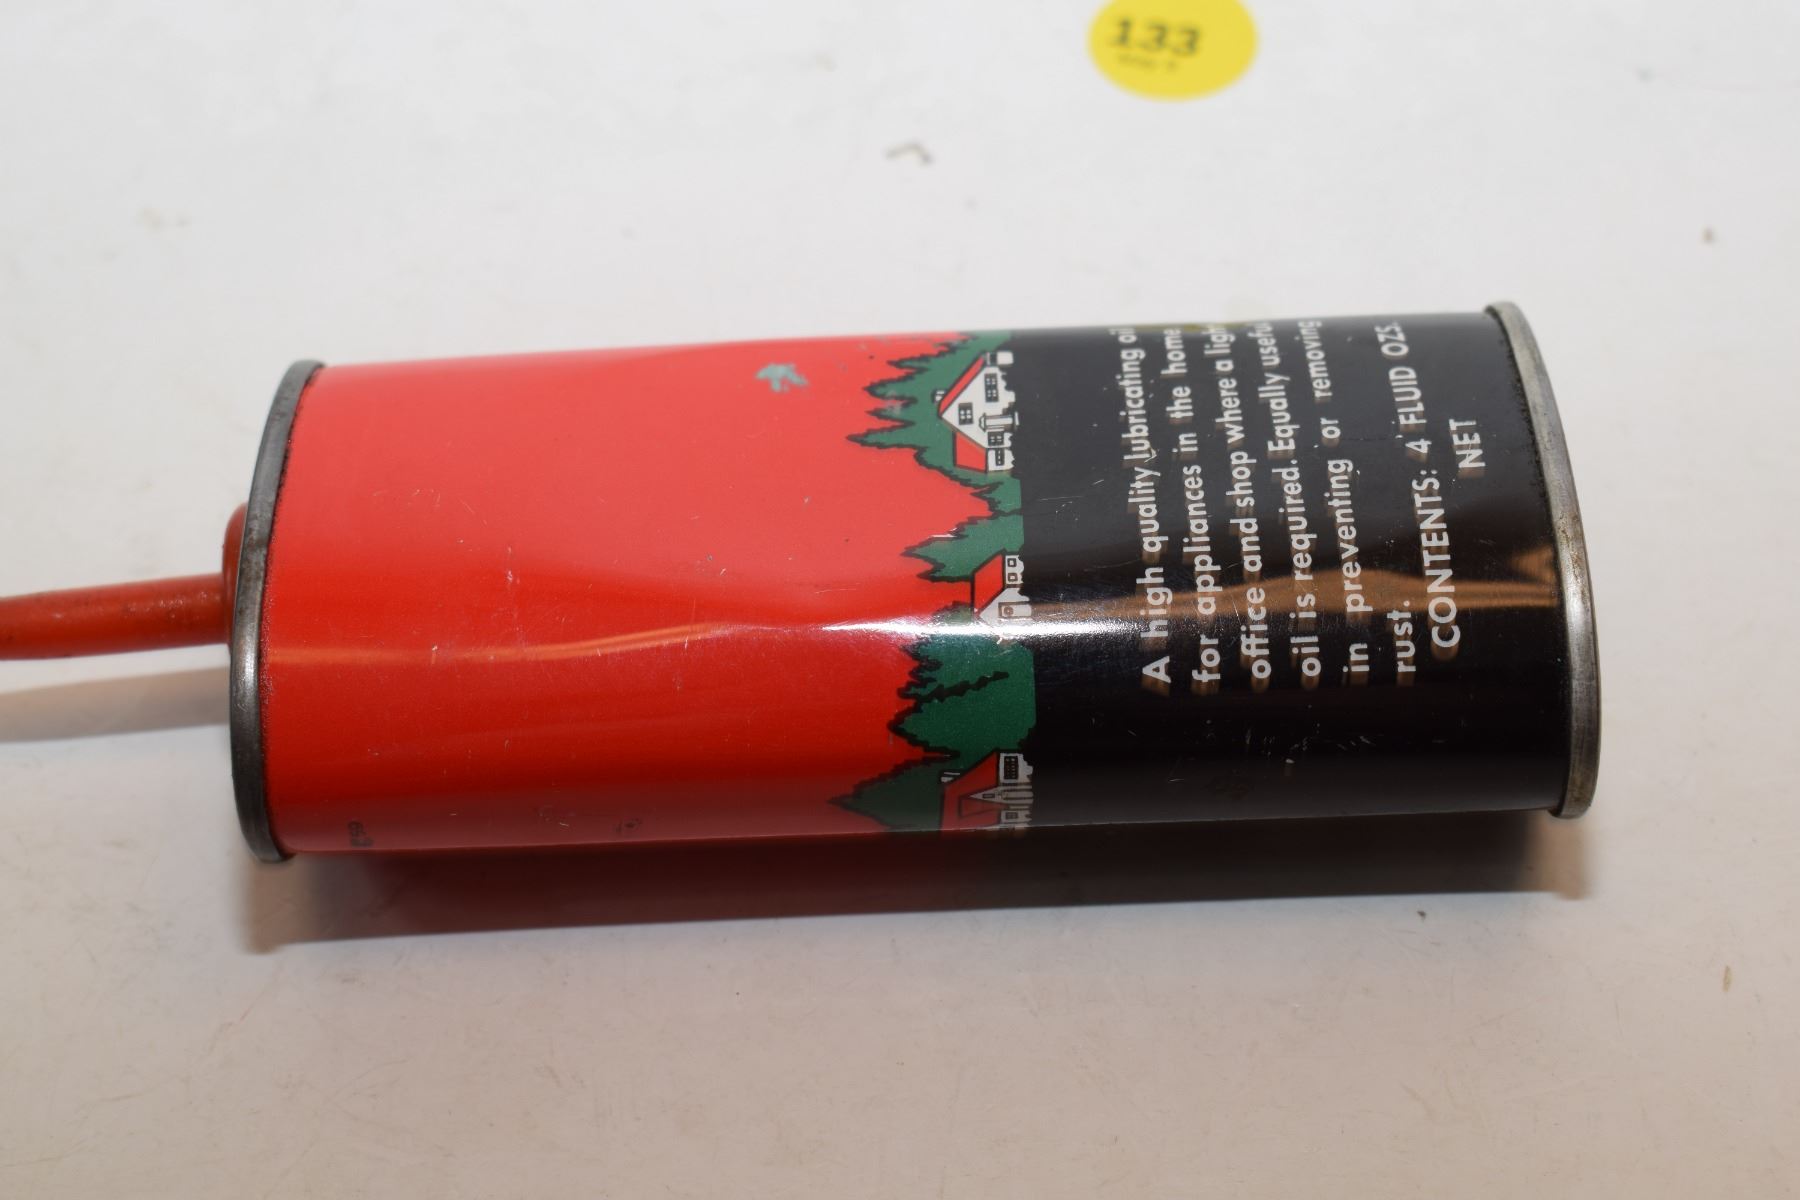 133
A high quality lubricating oil
for appliances in the home
office and shop where a light
oil is required. Equally useful
in preventing or removing
rust.
CONTENTS: 4 FLUID OZS.
NET